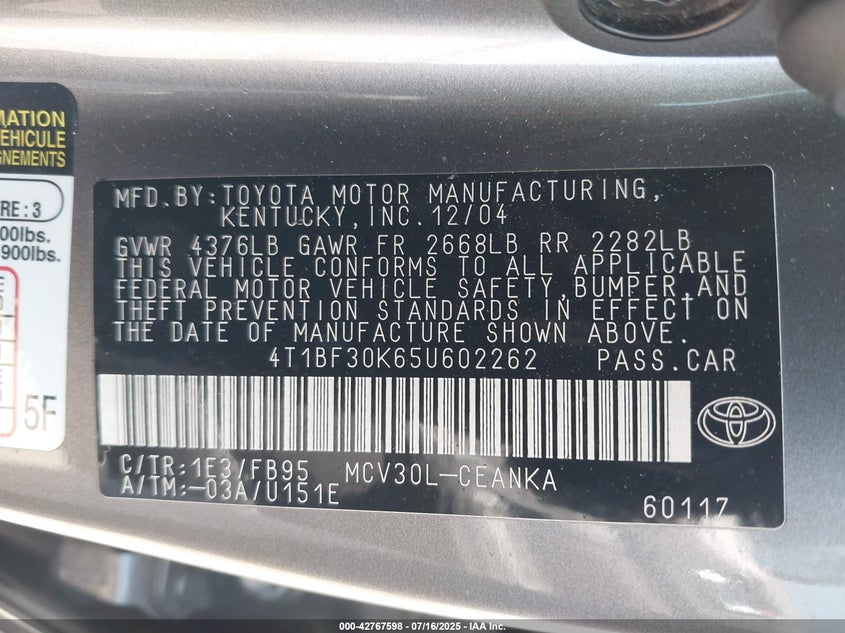 MATION
EHICULE
GNEMENTS
RE : 3
00lbs.
900lbs.
5F
MFD. BY: TOYOTA MOTOR MANUFACTURING,
KENTUCKY, INC. 12/04
GVWR 4376LB GAWR FR 2668LB RR 2282LB
THIS VEHICLE CONFORMS TO ALL APPLICABLE
FEDERAL MOTOR VEHICLE SAFETY, BUMPER, AND
THEFT PREVENTION STANDARDS IN EFFECT ON
THE DATE OF MANUFACTURE SHOWN ABOVE.
4T1BF30K65U602262 PASS. CAR
C/TR: 1E3/FB95 MCV30L-CEANKA
A/TM: -03A/U151E
60117
000-42767598 - 07/16/2025 - IAA Inc.